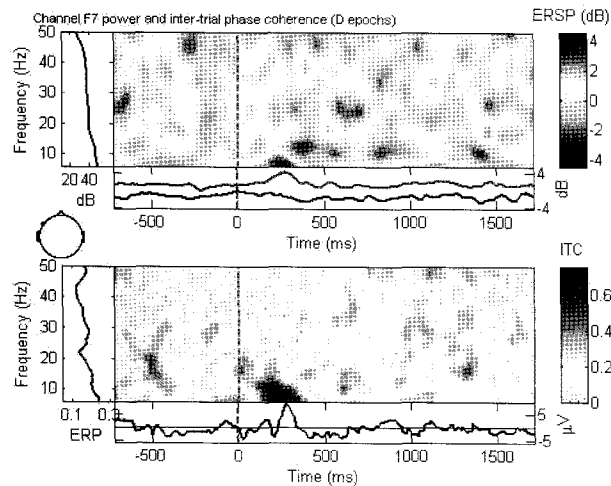 Channel F7 power and inter-trial phase coherence (D epochs)
ERSP (dB)
Frequency (Hz)
50
40
30
20
10
4
2
0
-2
-4
20 40
dB
4
-4
dB
-500 0 500 1000 1500
Time (ms)
ITC
Frequency (Hz)
50
40
30
20
10
0.6
0.4
0.2
0
0.1
ERP
5
-5
µV
-500 0 500 1000 1500
Time (ms)